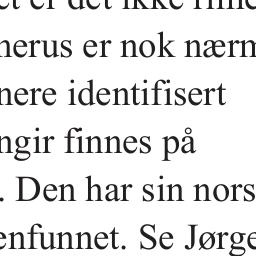 et er det ikke rime
nerus er nok nærm
nere identifisert
ngir finnes på
. Den har sin nors
enfunnet. Se Jørge